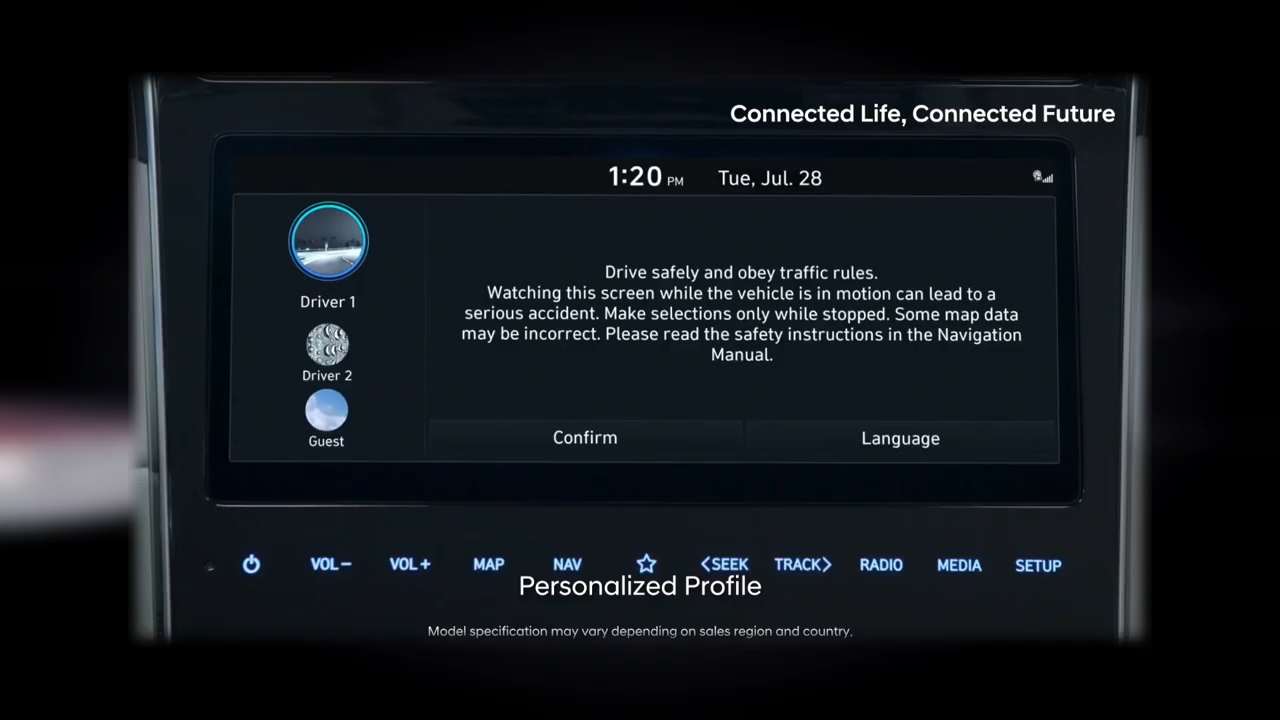 Connected Life, Connected Future
1:20 PM Tue, Jul. 28
Driver 1
Driver 2
Guest
Drive safely and obey traffic rules.
Watching this screen while the vehicle is in motion can lead to a
serious accident. Make selections only while stopped. Some map data
may be incorrect. Please read the safety instructions in the Navigation
Manual.
Confirm Language
VOL− VOL+ MAP NAV <SEEK TRACK> RADIO MEDIA SETUP
Personalized Profile
Model specification may vary depending on sales region and country.